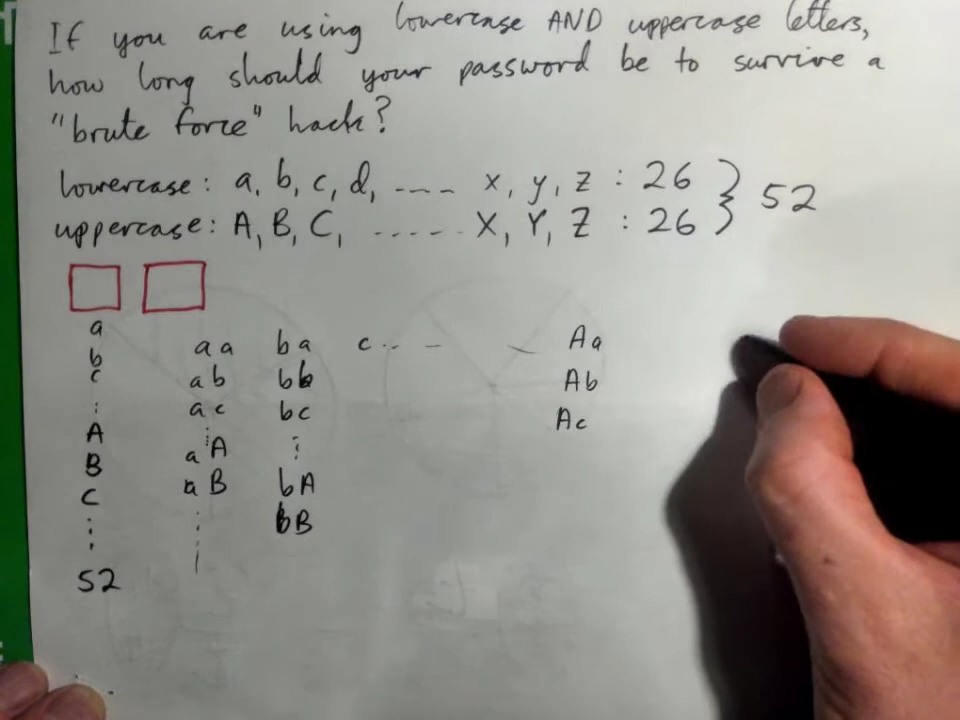 If you are using lowercase AND uppercase letters,
how long should your password be to survive a
"brute force" hack?
lowercase: a, b, c, d, ---- x, y, z : 26 } 52
uppercase: A, B, C, ..... X, Y, Z : 26
a
b aa ba c.. - - Aa
c ab bb Ab
⋮ ac bc Ac
A ⋮ aA ⋮
B aB bA
C ⋮ bB
⋮
52